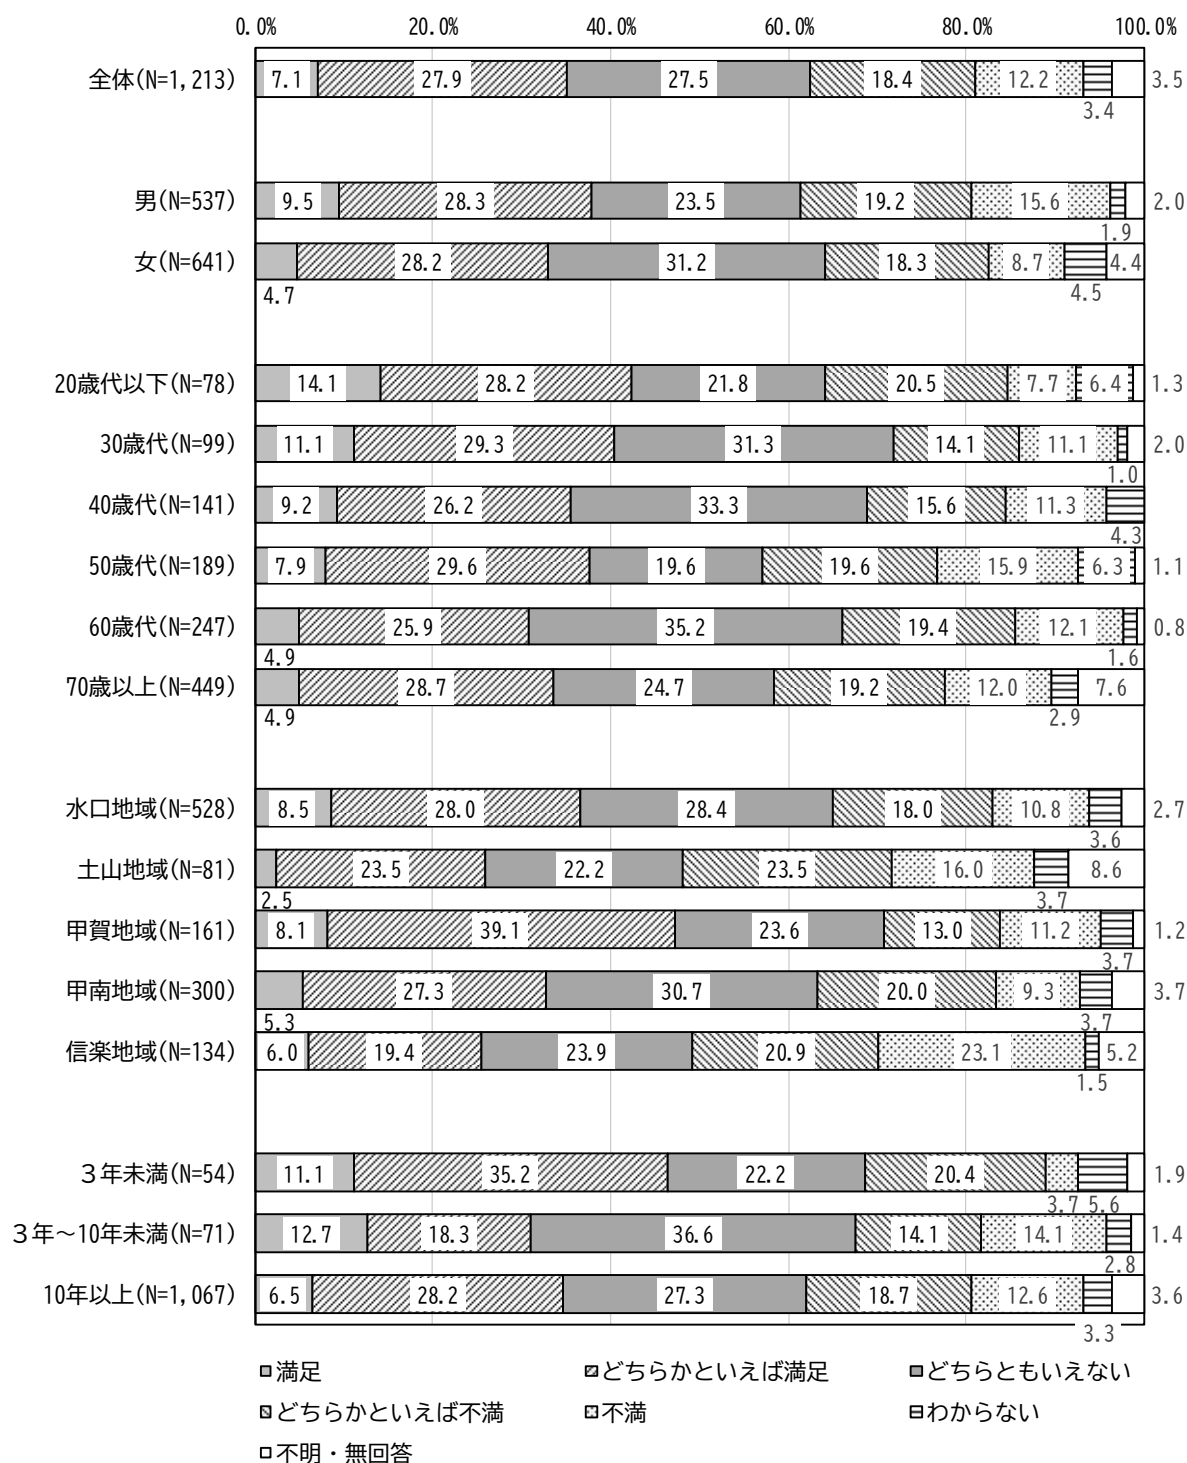 0.0% 20.0% 40.0% 60.0% 80.0% 100.0%
全体(N=1,213) 7.1 27.9 27.5 18.4 12.2 3.5
3.4
男(N=537) 9.5 28.3 23.5 19.2 15.6 2.0
1.9
女(N=641) 28.2 31.2 18.3 8.7 4.4
4.7 4.5
20歳代以下(N=78) 14.1 28.2 21.8 20.5 7.7 6.4 1.3
30歳代(N=99) 11.1 29.3 31.3 14.1 11.1 2.0
1.0
40歳代(N=141) 9.2 26.2 33.3 15.6 11.3
4.3
50歳代(N=189) 7.9 29.6 19.6 19.6 15.9 6.3 1.1
60歳代(N=247) 25.9 35.2 19.4 12.1 0.8
4.9 1.6
70歳以上(N=449) 28.7 24.7 19.2 12.0 7.6
4.9 2.9
水口地域(N=528) 8.5 28.0 28.4 18.0 10.8 2.7
3.6
土山地域(N=81) 23.5 22.2 23.5 16.0 8.6
2.5 3.7
甲賀地域(N=161) 8.1 39.1 23.6 13.0 11.2 1.2
3.7
甲南地域(N=300) 27.3 30.7 20.0 9.3 3.7
5.3 3.7
信楽地域(N=134) 6.0 19.4 23.9 20.9 23.1 5.2
1.5
３年未満(N=54) 11.1 35.2 22.2 20.4 1.9
3.7 5.6
３年～10年未満(N=71) 12.7 18.3 36.6 14.1 14.1 1.4
2.8
10年以上(N=1,067) 6.5 28.2 27.3 18.7 12.6 3.6
3.3
満足 どちらかといえば満足 どちらともいえない
どちらかといえば不満 不満 わからない
不明・無回答